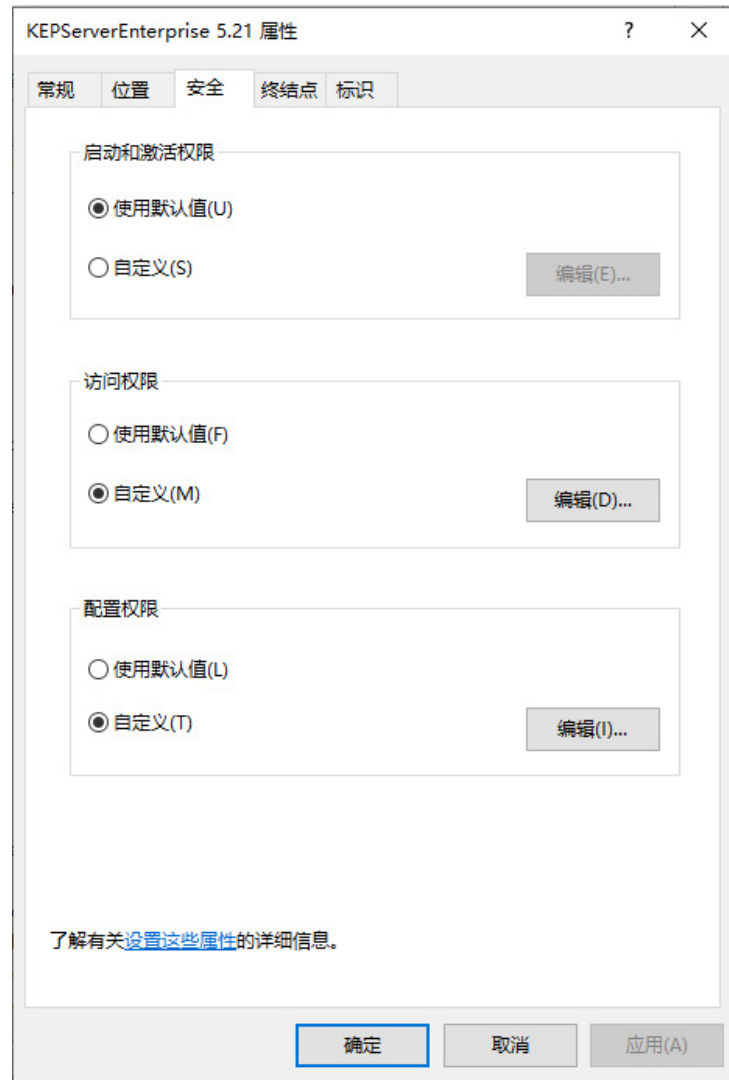 KEPServerEnterprise 5.21 属性
?
常规 位置 安全 终结点 标识
启动和激活权限
使用默认值(U)
自定义(S)
编辑(E)...
访问权限
使用默认值(F)
自定义(M)
编辑(D)...
配置权限
使用默认值(L)
自定义(T)
编辑(I)...
了解有关设置这些属性的详细信息。
确定 取消 应用(A)